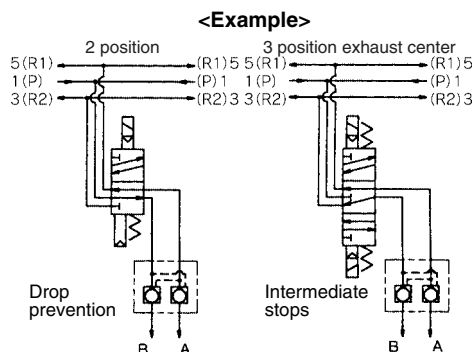 <Example>
2 position
3 position exhaust center
5(R1) (R1)5 5(R1) (R1)5
1(P) (P)1 1(P) (P)1
3(R2) (R2)3 3(R2) (R2)3
Drop
prevention
Intermediate
stops
B A B A